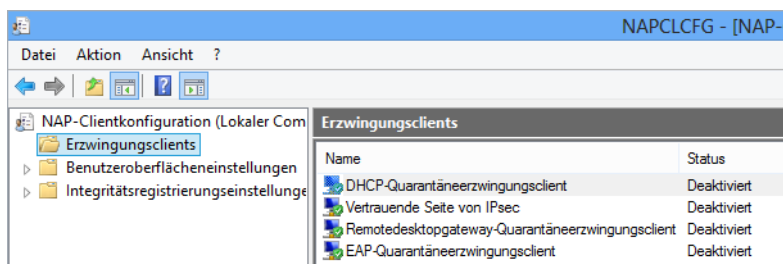 NAPCLCFG - [NAP-
Datei Aktion Ansicht ?
NAP-Clientkonfiguration (Lokaler Com
Erzwingungsclients
Benutzeroberflächeneinstellungen
Integritätsregistrierungseinstellunge
Erzwingungsclients
Name Status
DHCP-Quarantäneerzwingungsclient Deaktiviert
Vertrauende Seite von IPsec Deaktiviert
Remotedesktopgateway-Quarantäneerzwingungsclient Deaktiviert
EAP-Quarantäneerzwingungsclient Deaktiviert